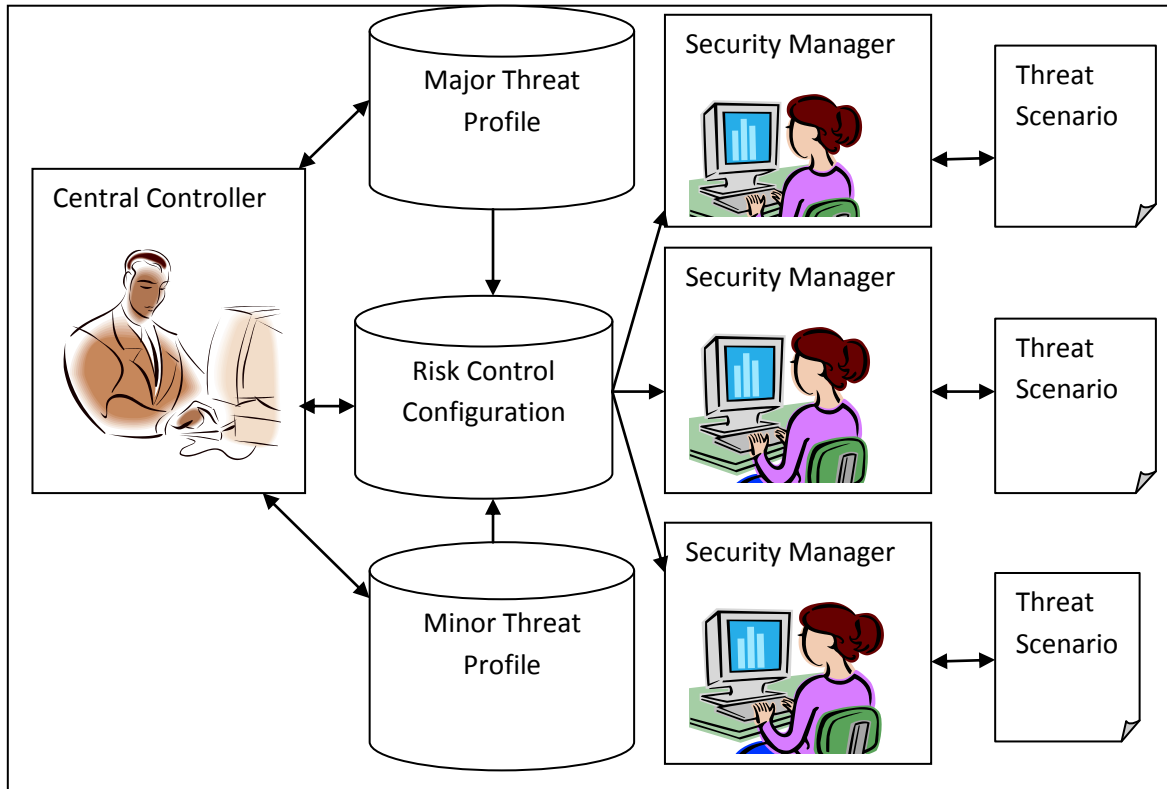 Central Controller
Major Threat
Profile
Risk Control
Configuration
Minor Threat
Profile
Security Manager
Threat
Scenario
Security Manager
Threat
Scenario
Security Manager
Threat
Scenario